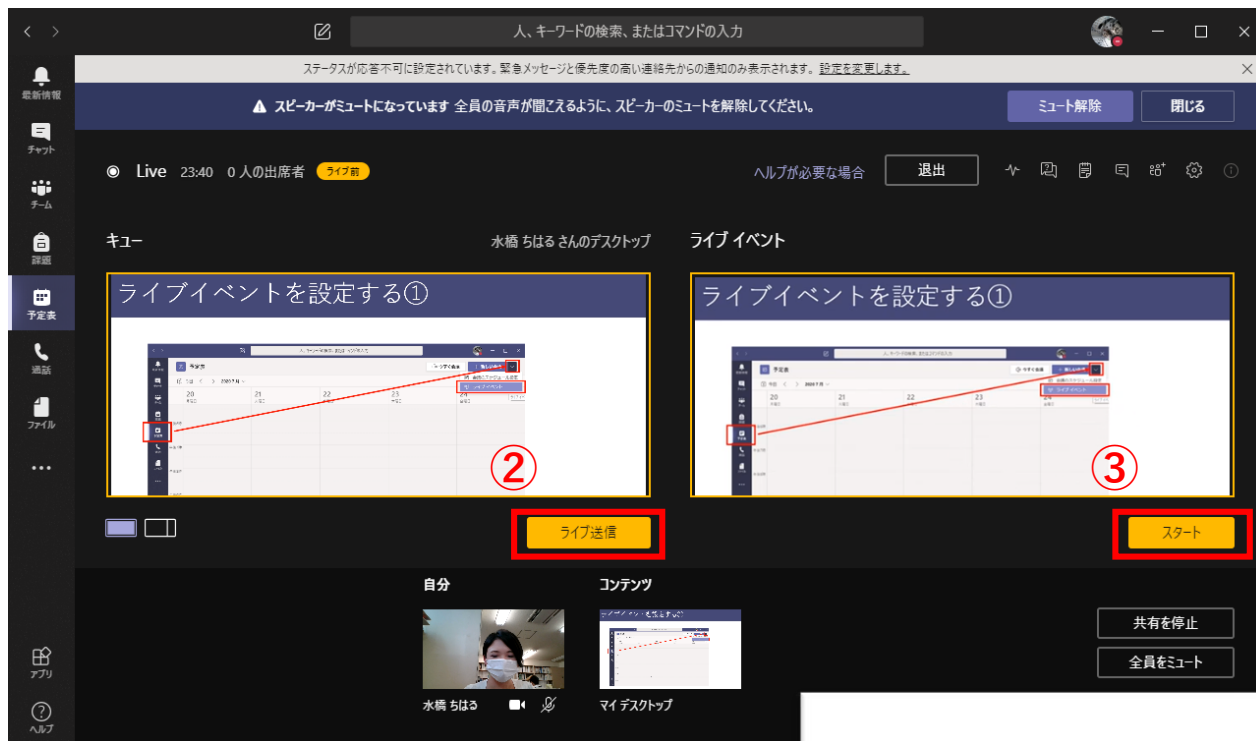 人、キーワードの検索、またはコマンドの入力
ステータスが応答不可に設定されています。緊急メッセージと優先度の高い連絡先からの通知のみ表示されます。設定を変更します。
スピーカーがミュートになっています 全員の音声が聞こえるように、スピーカーのミュートを解除してください。
ミュート解除
閉じる
最新情報
チャット
チーム
課題
予定表
通話
ファイル
アプリ
ヘルプ
Live 23:40 0 人の出席者 ライブ前
ヘルプが必要な場合
退出
キュー
水橋 ちはる さんのデスクトップ
ライブ イベント
ライブイベントを設定する①
予定表
20
21
22
23
②
ライブイベントを設定する①
予定表
20
21
22
23
③
ライブ送信
スタート
自分
コンテンツ
水橋 ちはる
マイ デスクトップ
共有を停止
全員をミュート